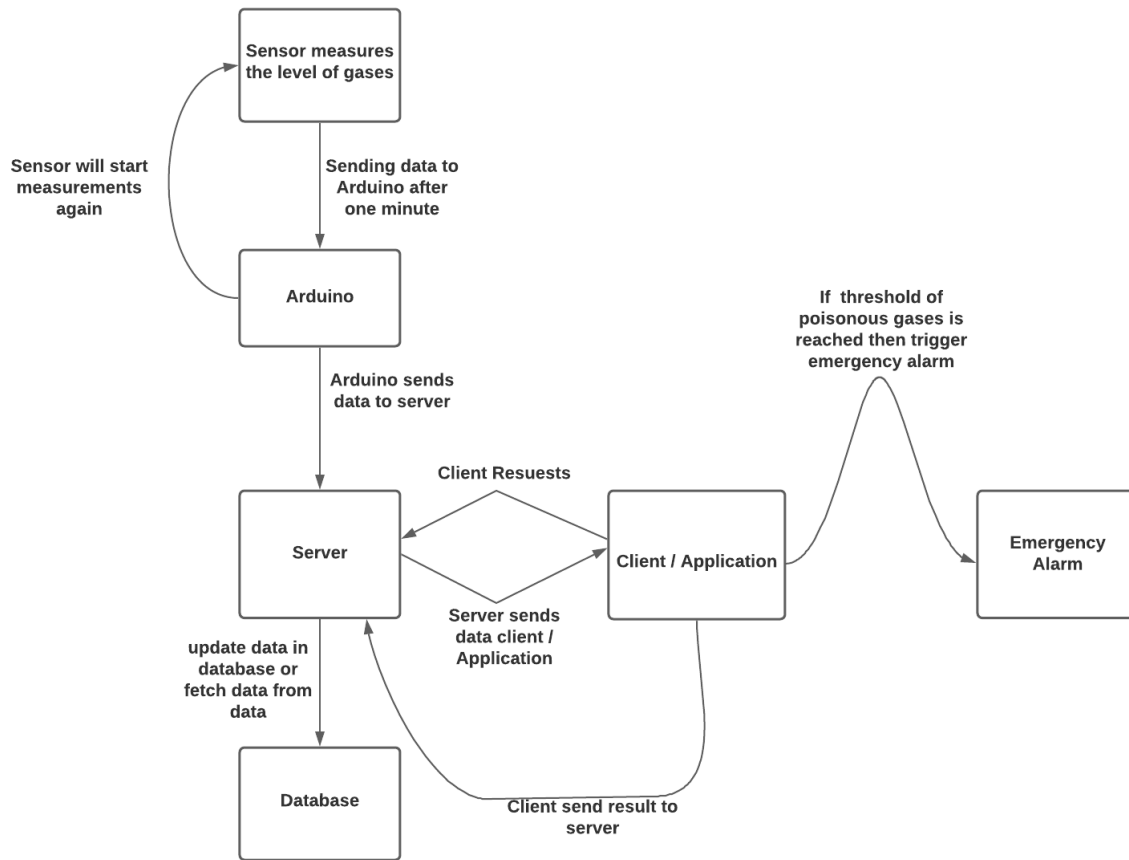 Sensor measures
the level of gases
Sensor will start
measurements
again
Sending data to
Arduino after
one minute
Arduino
If threshold of
poisonous gases is
reached then trigger
emergency alarm
Arduino sends
data to server
Client Resuests
Server
Client / Application
Emergency
Alarm
Server sends
data client /
Application
update data in
database or
fetch data from
data
Database
Client send result to
server